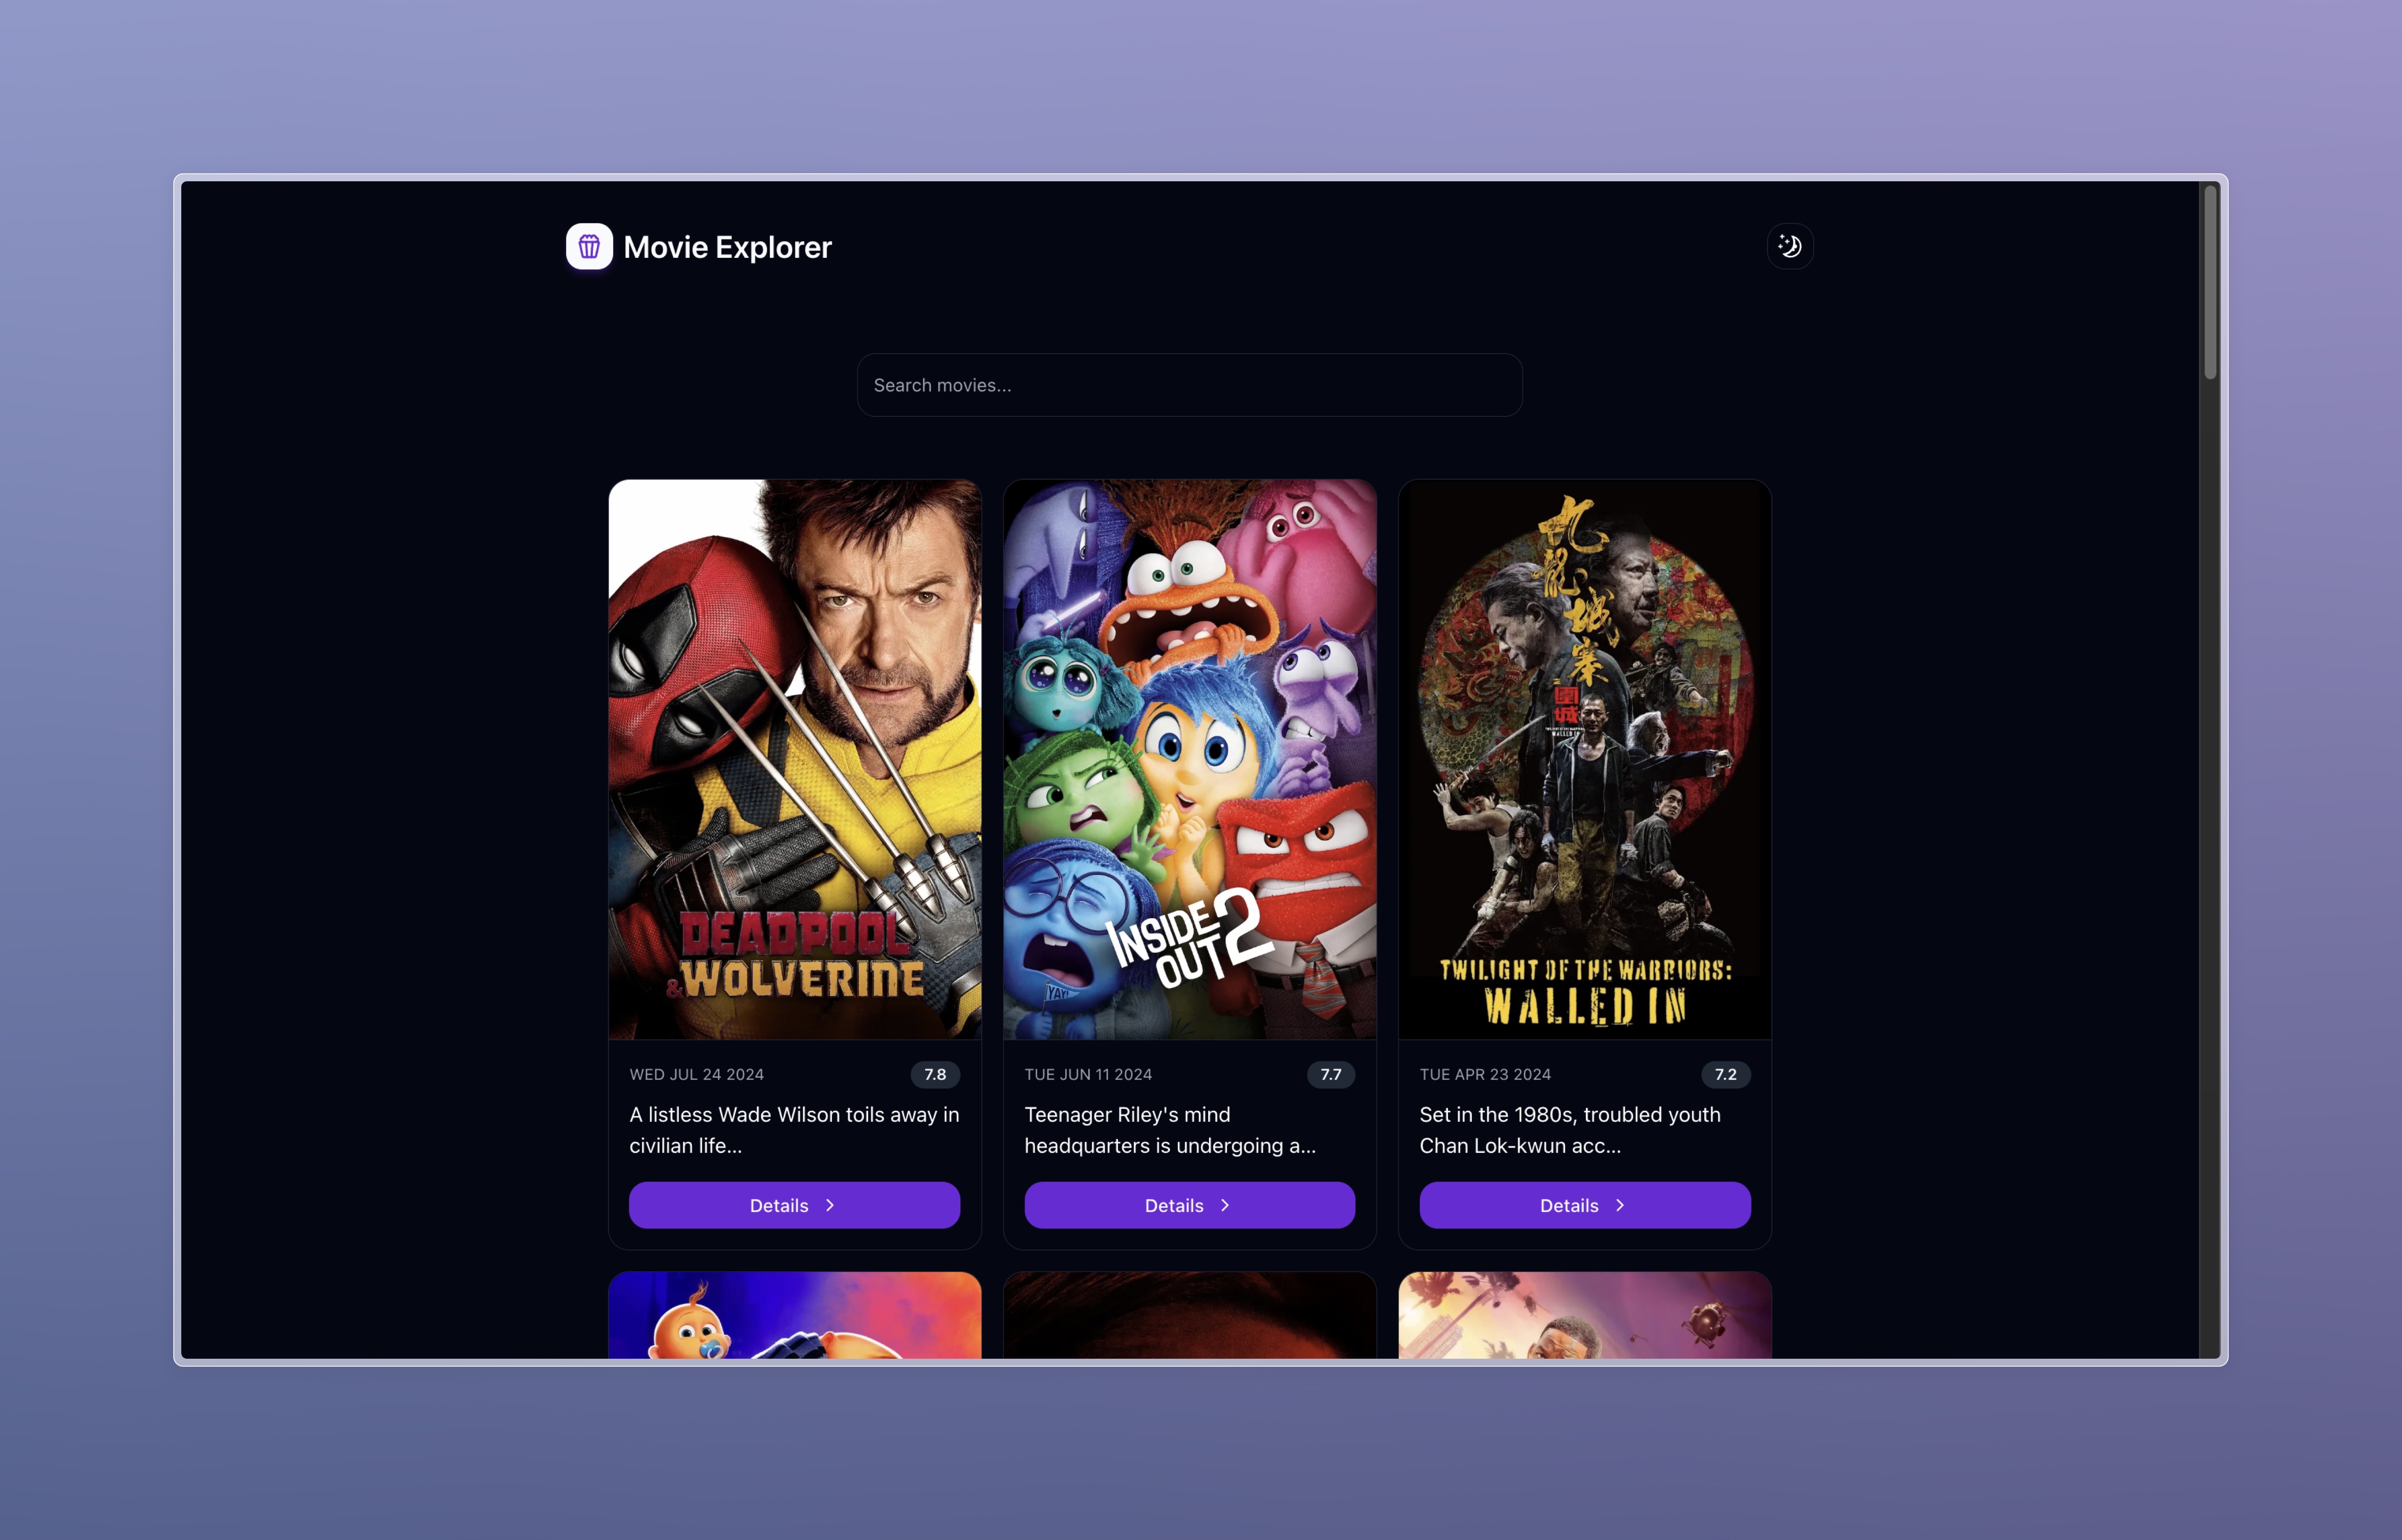 Movie Explorer
Search movies...
DEADPOOL
&WOLVERINE
YAY!
INSIDE
OUT 2
九
龍
城
寨
圍
城
TWILIGHT OF THE WARRIORS:
WALLED IN
WED JUL 24 2024
7.8
A listless Wade Wilson toils away in
civilian life...
Details
TUE JUN 11 2024
7.7
Teenager Riley's mind
headquarters is undergoing a...
Details
TUE APR 23 2024
7.2
Set in the 1980s, troubled youth
Chan Lok-kwun acc...
Details